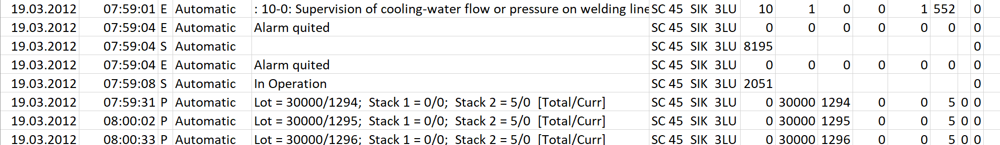 19.03.2012 07:59:01 E Automatic : 10-0: Supervision of cooling-water flow or pressure on welding line SC 45 SIK 3LU 10 1 0 0 1 552 0
19.03.2012 07:59:04 E Automatic Alarm quited SC 45 SIK 3LU 0 0 0 0 0 0 0
19.03.2012 07:59:04 S Automatic SC 45 SIK 3LU 8195 0
19.03.2012 07:59:04 E Automatic Alarm quited SC 45 SIK 3LU 0 0 0 0 0 0 0
19.03.2012 07:59:08 S Automatic In Operation SC 45 SIK 3LU 2051 0
19.03.2012 07:59:31 P Automatic Lot = 30000/1294; Stack 1 = 0/0; Stack 2 = 5/0 [Total/Curr] SC 45 SIK 3LU 0 30000 1294 0 0 5 0 0
19.03.2012 08:00:02 P Automatic Lot = 30000/1295; Stack 1 = 0/0; Stack 2 = 5/0 [Total/Curr] SC 45 SIK 3LU 0 30000 1295 0 0 5 0 0
19.03.2012 08:00:33 P Automatic Lot = 30000/1296; Stack 1 = 0/0; Stack 2 = 5/0 [Total/Curr] SC 45 SIK 3LU 0 30000 1296 0 0 5 0 0